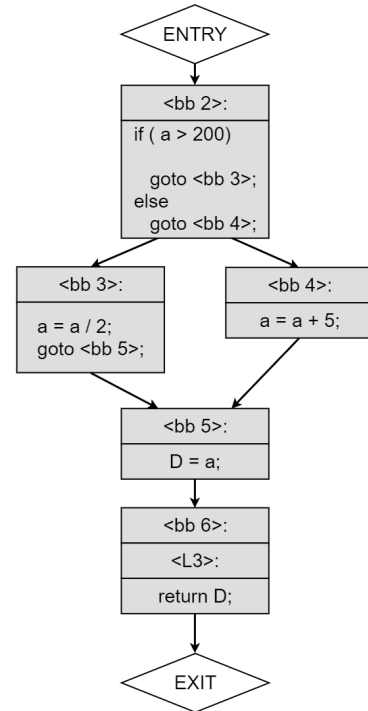 ENTRY
<bb 2>:
if ( a > 200)
goto <bb 3>;
else
goto <bb 4>;
<bb 3>:
a = a / 2;
goto <bb 5>;
<bb 4>:
a = a + 5;
<bb 5>:
D = a;
<bb 6>:
<L3>:
return D;
EXIT